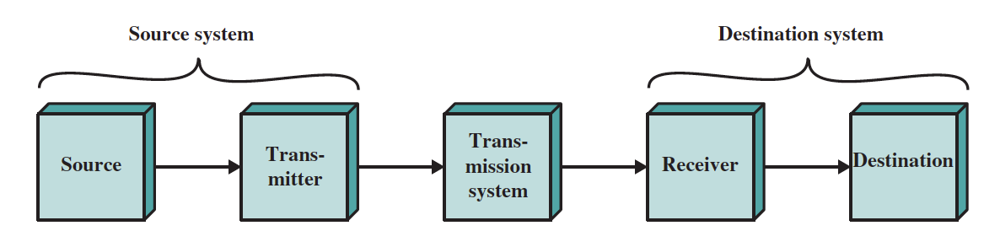 Source system
Destination system
Source
Trans-
mitter
Trans-
mission
system
Receiver
Destination